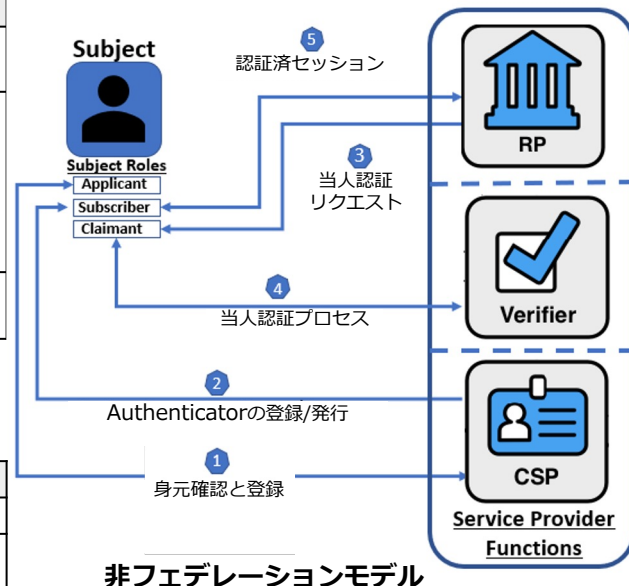 Subject
Subject Roles
Applicant
Subscriber
Claimant
5
認証済セッション
3
当人認証
リクエスト
4
当人認証プロセス
2
Authenticatorの登録/発行
1
身元確認と登録
RP
Verifier
CSP
Service Provider
Functions
非フェデレーションモデル